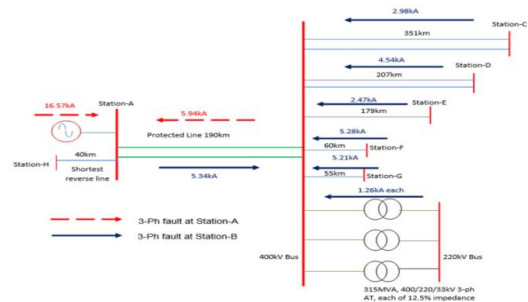 2.98kA
Station-C
351km
4.54kA
Station-D
207km
2.47kA
Station-E
179km
5.28kA
60km
Station-F
5.21kA
55km
Station-G
1.26kA each
16.57kA
Station-A
5.94kA
Protected Line 190km
Station-H
40km
Shortest
reverse line
5.34kA
3-Ph fault at Station-A
3-Ph fault at Station-B
400kV Bus
220kV Bus
315MVA, 400/220/33kV 3-ph
AT, each of 12.5% impedance